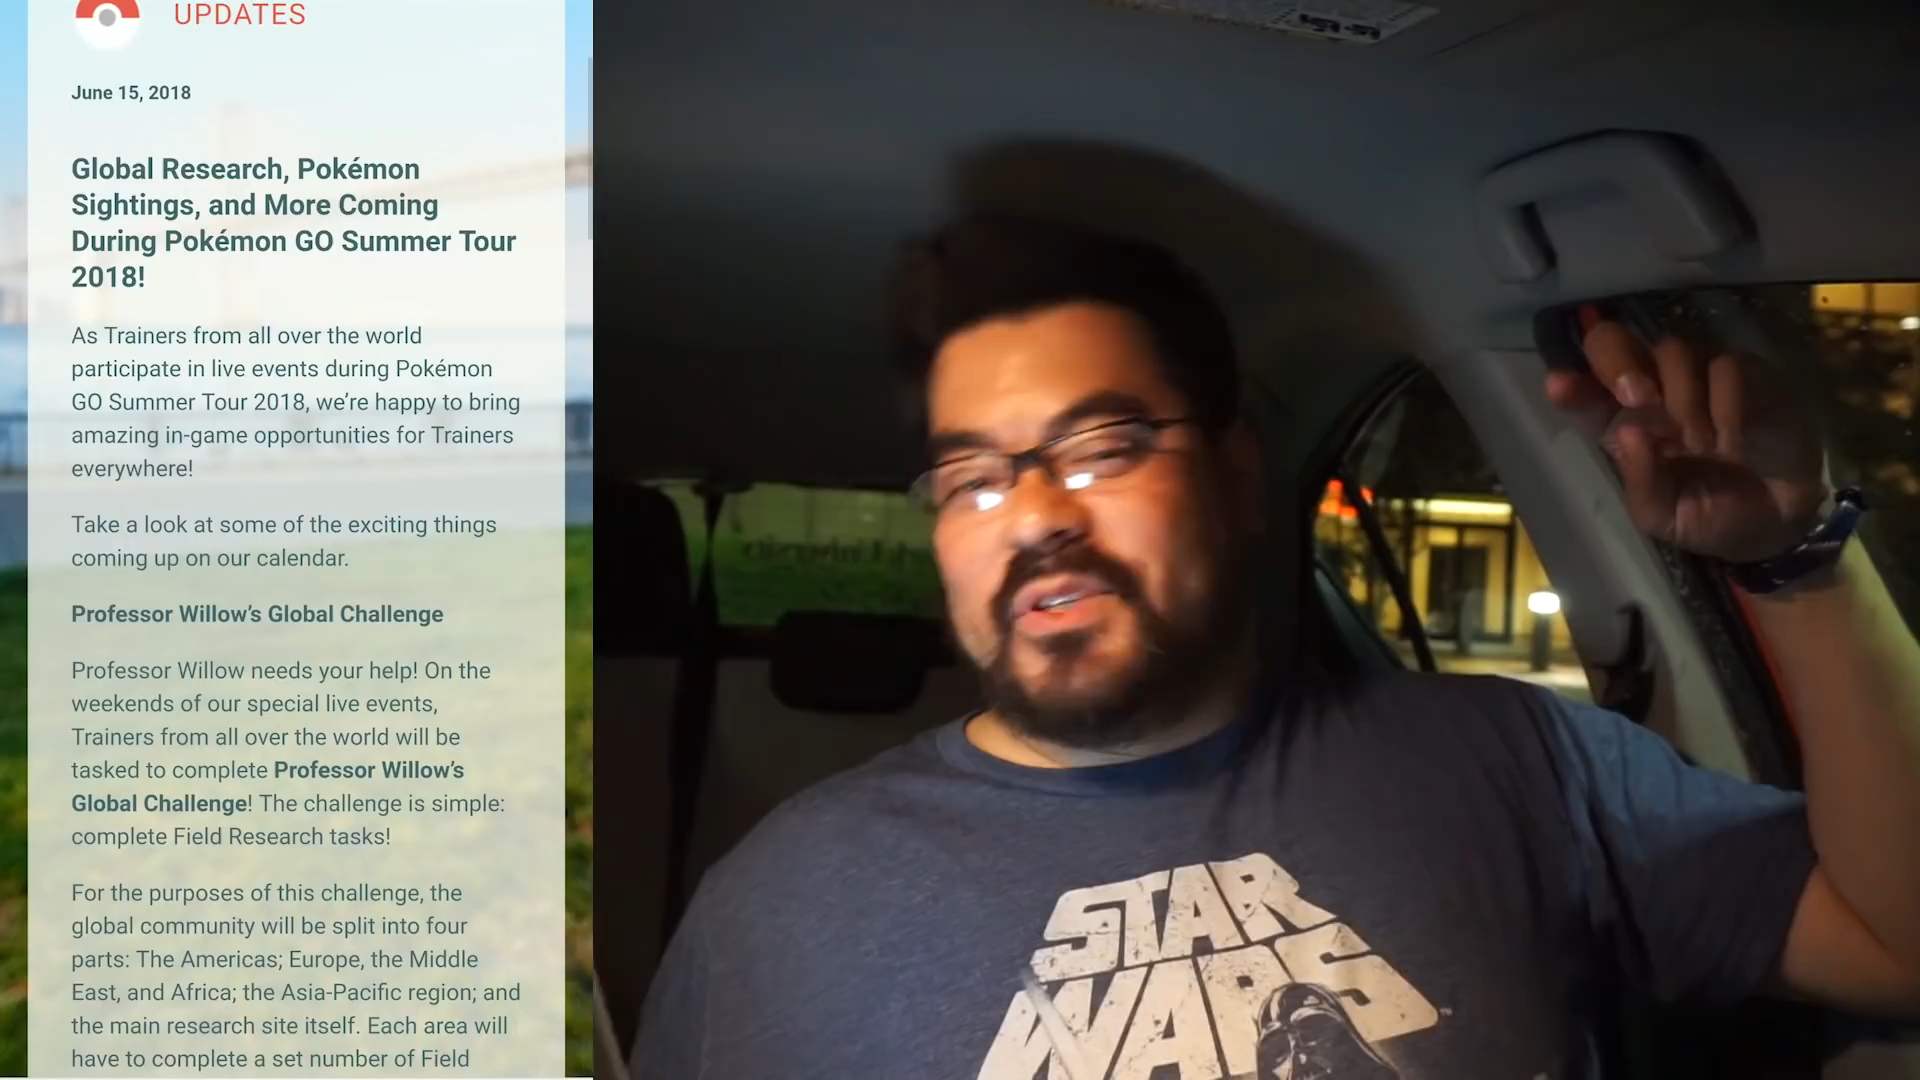 UPDATES
June 15, 2018
Global Research, Pokémon
Sightings, and More Coming
During Pokémon GO Summer Tour
2018!
As Trainers from all over the world
participate in live events during Pokémon
GO Summer Tour 2018, we’re happy to bring
amazing in-game opportunities for Trainers
everywhere!
Take a look at some of the exciting things
coming up on our calendar.
Professor Willow’s Global Challenge
Professor Willow needs your help! On the
weekends of our special live events,
Trainers from all over the world will be
tasked to complete Professor Willow’s
Global Challenge! The challenge is simple:
complete Field Research tasks!
For the purposes of this challenge, the
global community will be split into four
parts: The Americas; Europe, the Middle
East, and Africa; the Asia-Pacific region; and
the main research site itself. Each area will
have to complete a set number of Field
STAR
WARS